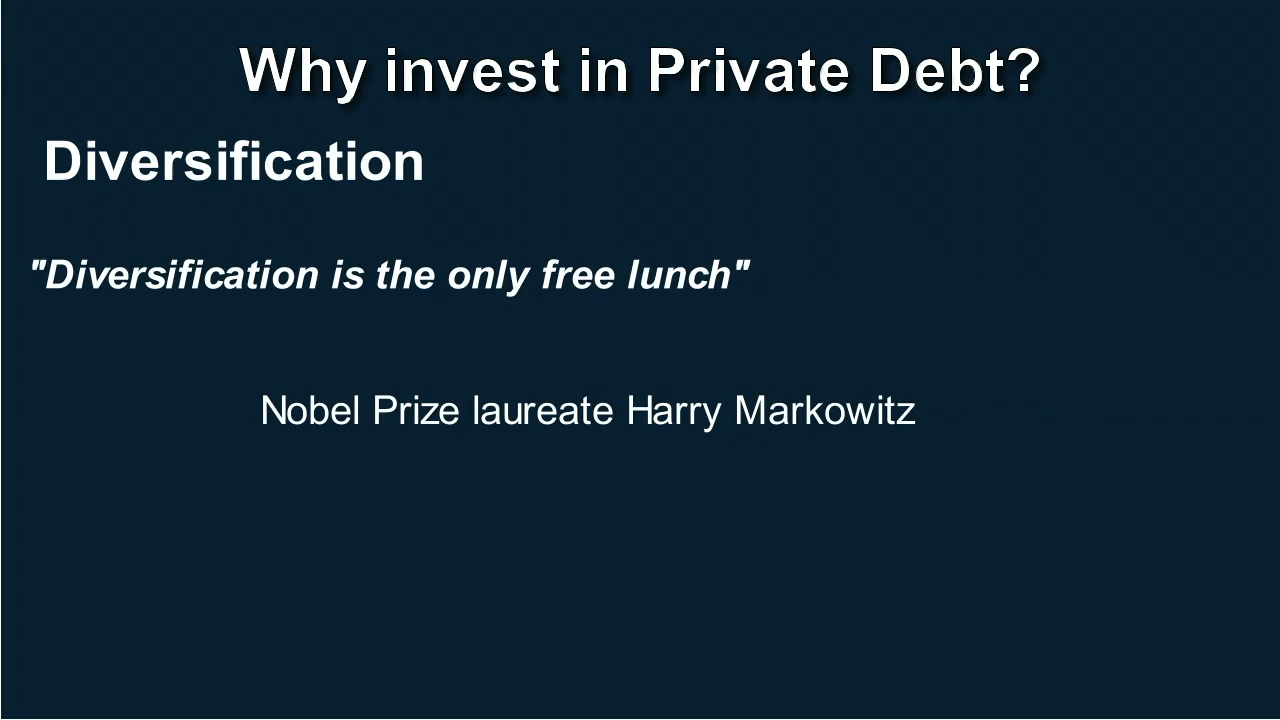 Why invest in Private Debt?
Diversification
"Diversification is the only free lunch"
Nobel Prize laureate Harry Markowitz